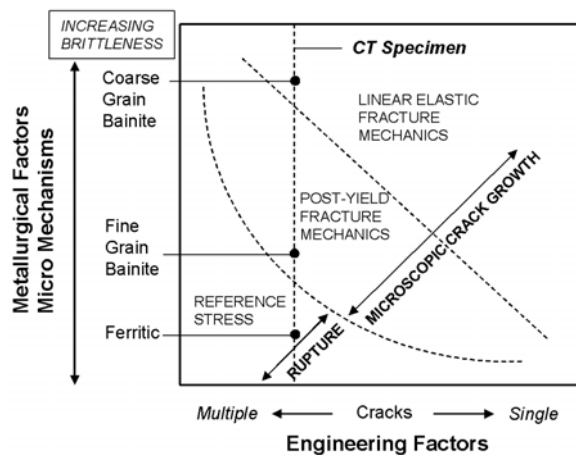 INCREASING
BRITTLENESS
CT Specimen
Coarse
Grain
Bainite
LINEAR ELASTIC
FRACTURE
MECHANICS
Metallurgical Factors
Micro Mechanisms
MICROSCOPIC CRACK GROWTH
POST-YIELD
FRACTURE
MECHANICS
Fine
Grain
Bainite
REFERENCE
STRESS
RUPTURE
Ferritic
Multiple
Cracks
Single
Engineering Factors